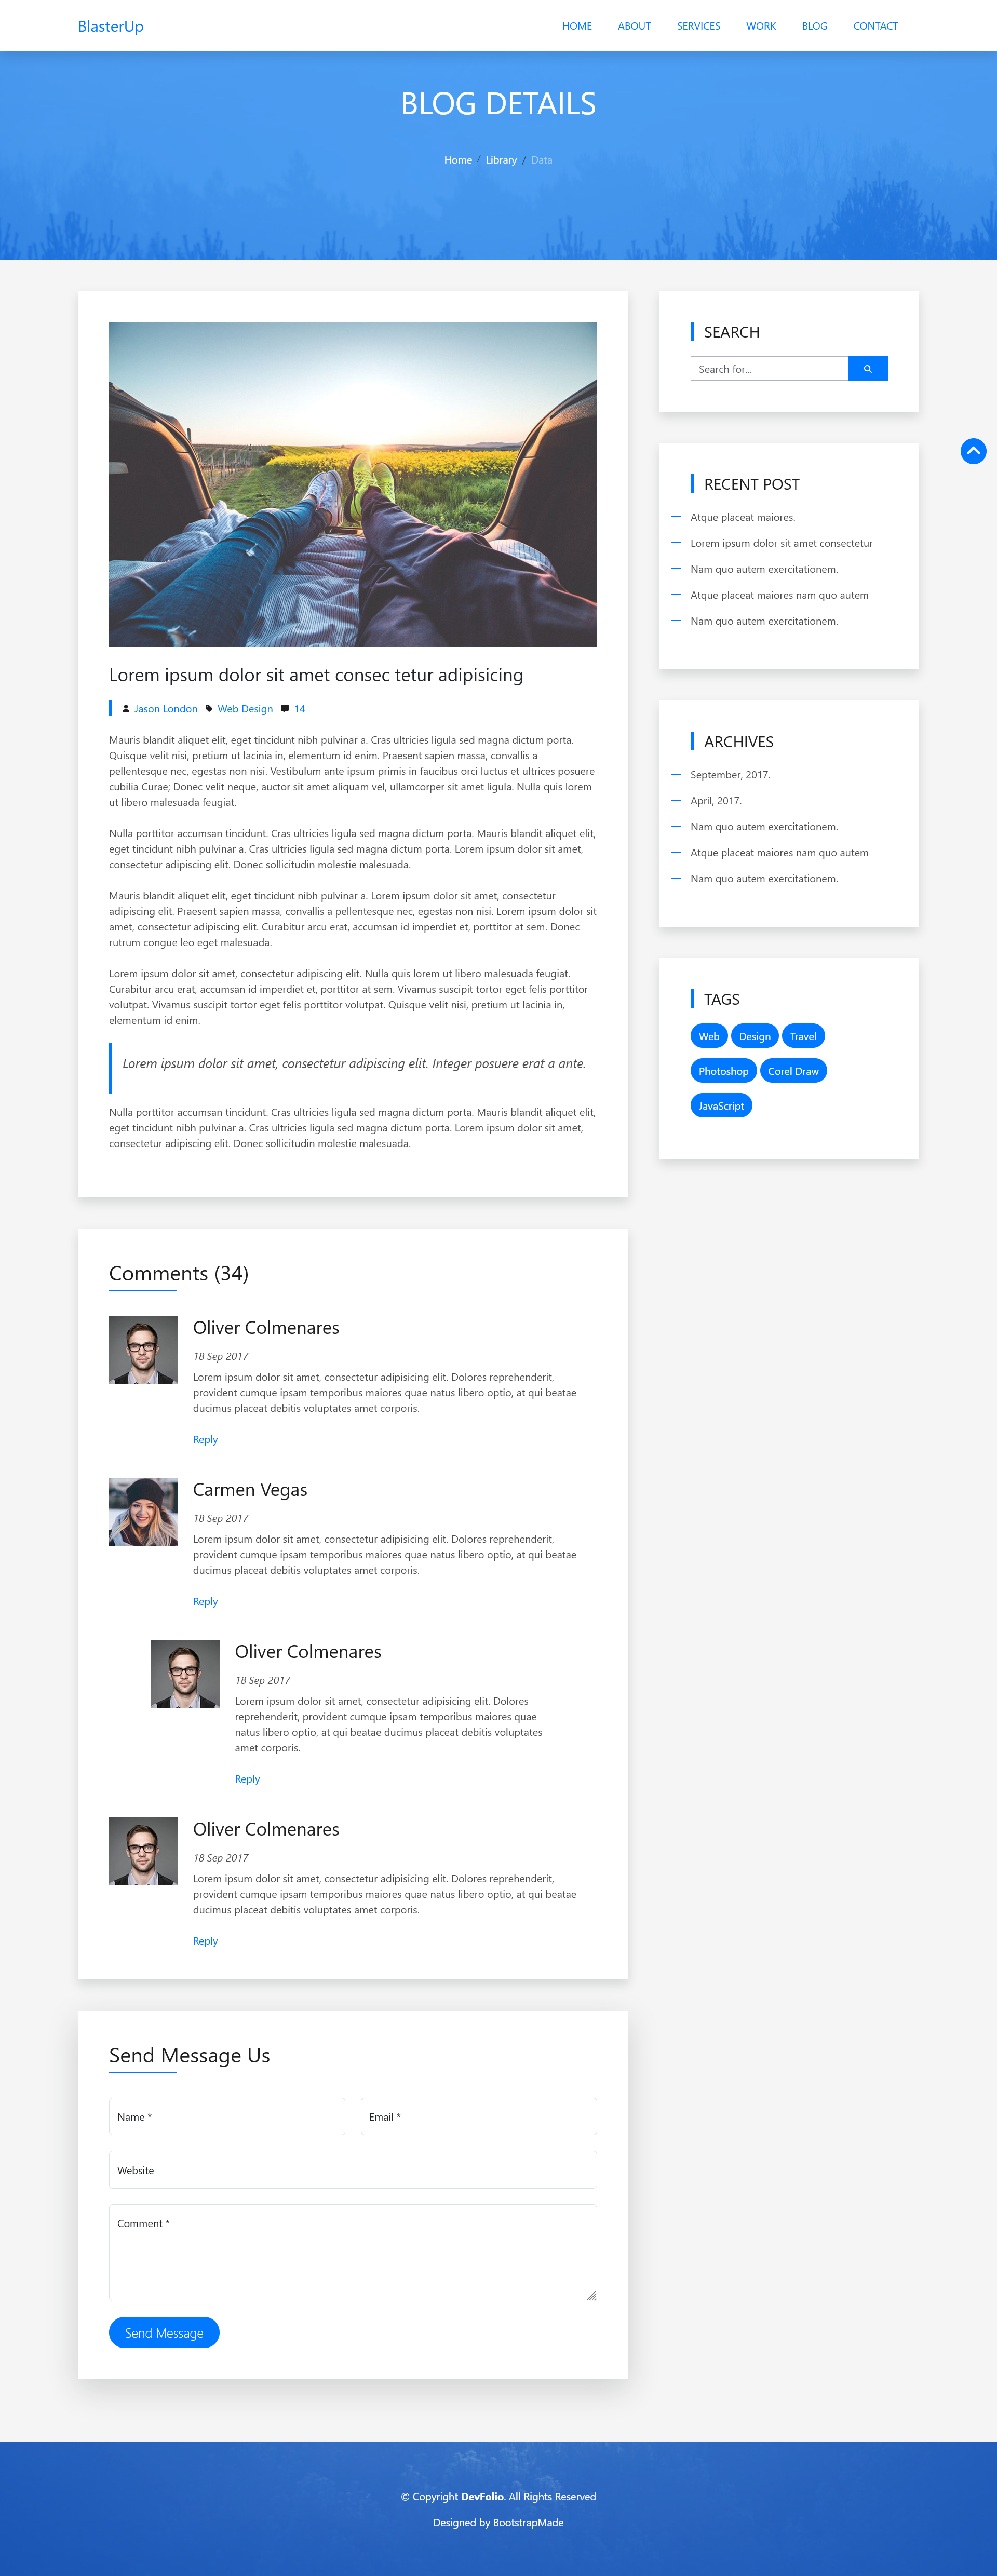 BlasterUp
HOME ABOUT SERVICES WORK BLOG CONTACT
BLOG DETAILS
Home / Library / Data
Lorem ipsum dolor sit amet consec tetur adipisicing
Jason London Web Design 14
Mauris blandit aliquet elit, eget tincidunt nibh pulvinar a. Cras ultricies ligula sed magna dictum porta.
Quisque velit nisi, pretium ut lacinia in, elementum id enim. Praesent sapien massa, convallis a
pellentesque nec, egestas non nisi. Vestibulum ante ipsum primis in faucibus orci luctus et ultrices posuere
cubilia Curae; Donec velit neque, auctor sit amet aliquam vel, ullamcorper sit amet ligula. Nulla quis lorem
ut libero malesuada feugiat.
Nulla porttitor accumsan tincidunt. Cras ultricies ligula sed magna dictum porta. Mauris blandit aliquet elit,
eget tincidunt nibh pulvinar a. Cras ultricies ligula sed magna dictum porta. Lorem ipsum dolor sit amet,
consectetur adipiscing elit. Donec sollicitudin molestie malesuada.
Mauris blandit aliquet elit, eget tincidunt nibh pulvinar a. Lorem ipsum dolor sit amet, consectetur
adipiscing elit. Praesent sapien massa, convallis a pellentesque nec, egestas non nisi. Lorem ipsum dolor sit
amet, consectetur adipiscing elit. Curabitur arcu erat, accumsan id imperdiet et, porttitor at sem. Donec
rutrum congue leo eget malesuada.
Lorem ipsum dolor sit amet, consectetur adipiscing elit. Nulla quis lorem ut libero malesuada feugiat.
Curabitur arcu erat, accumsan id imperdiet et, porttitor at sem. Vivamus suscipit tortor eget felis porttitor
volutpat. Vivamus suscipit tortor eget felis porttitor volutpat. Quisque velit nisi, pretium ut lacinia in,
elementum id enim.
Lorem ipsum dolor sit amet, consectetur adipiscing elit. Integer posuere erat a ante.
Nulla porttitor accumsan tincidunt. Cras ultricies ligula sed magna dictum porta. Mauris blandit aliquet elit,
eget tincidunt nibh pulvinar a. Cras ultricies ligula sed magna dictum porta. Lorem ipsum dolor sit amet,
consectetur adipiscing elit. Donec sollicitudin molestie malesuada.
Comments (34)
Oliver Colmenares
18 Sep 2017
Lorem ipsum dolor sit amet, consectetur adipisicing elit. Dolores reprehenderit,
provident cumque ipsam temporibus maiores quae natus libero optio, at qui beatae
ducimus placeat debitis voluptates amet corporis.
Reply
Carmen Vegas
18 Sep 2017
Lorem ipsum dolor sit amet, consectetur adipisicing elit. Dolores reprehenderit,
provident cumque ipsam temporibus maiores quae natus libero optio, at qui beatae
ducimus placeat debitis voluptates amet corporis.
Reply
Oliver Colmenares
18 Sep 2017
Lorem ipsum dolor sit amet, consectetur adipisicing elit. Dolores
reprehenderit, provident cumque ipsam temporibus maiores quae
natus libero optio, at qui beatae ducimus placeat debitis voluptates
amet corporis.
Reply
Oliver Colmenares
18 Sep 2017
Lorem ipsum dolor sit amet, consectetur adipisicing elit. Dolores reprehenderit,
provident cumque ipsam temporibus maiores quae natus libero optio, at qui beatae
ducimus placeat debitis voluptates amet corporis.
Reply
Send Message Us
Name * Email *
Website
Comment *
Send Message
SEARCH
Search for...
RECENT POST
Atque placeat maiores.
Lorem ipsum dolor sit amet consectetur
Nam quo autem exercitationem.
Atque placeat maiores nam quo autem
Nam quo autem exercitationem.
ARCHIVES
September, 2017.
April, 2017.
Nam quo autem exercitationem.
Atque placeat maiores nam quo autem
Nam quo autem exercitationem.
TAGS
Web Design Travel
Photoshop Corel Draw
JavaScript
© Copyright DevFolio. All Rights Reserved
Designed by BootstrapMade